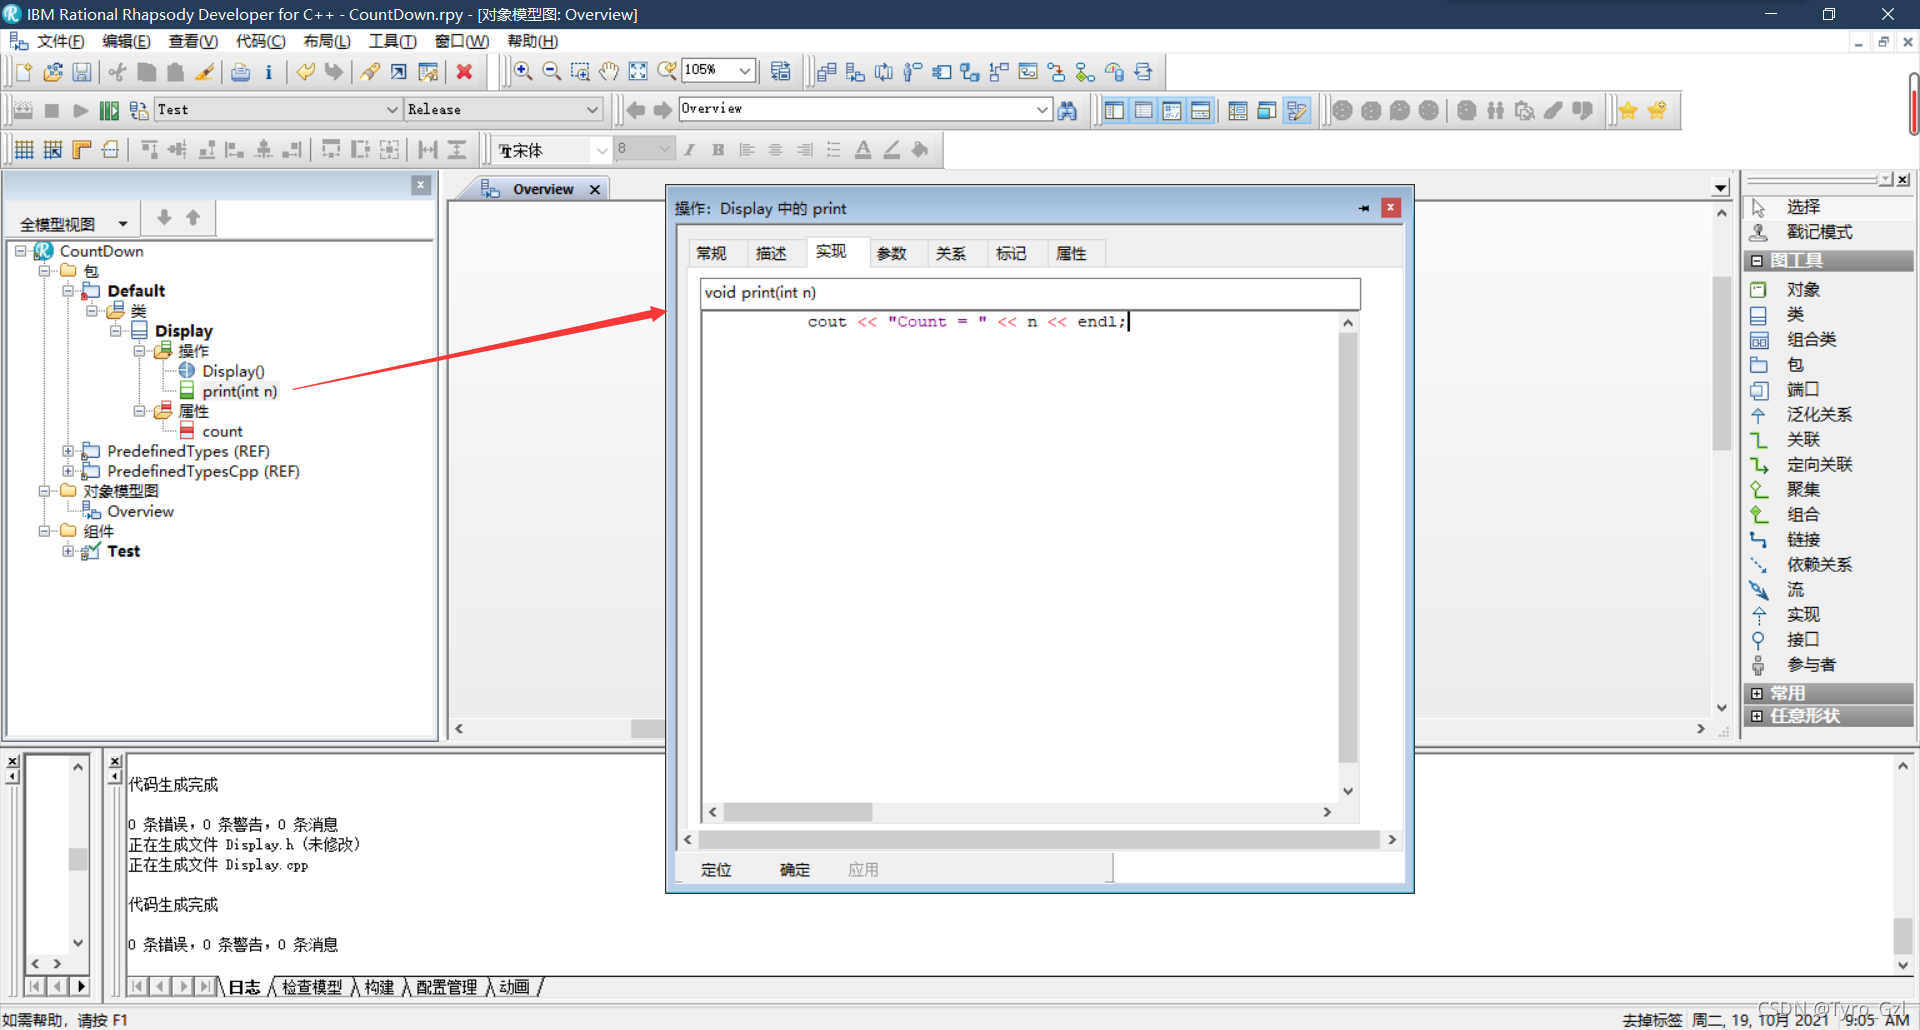 IBM Rational Rhapsody Developer for C++ - CountDown.rpy - [对象模型图: Overview]
文件(F) 编辑(E) 查看(V) 代码(C) 布局(L) 工具(T) 窗口(W) 帮助(H)
105%
Test Release Overview
宋体 8
Overview
全模型视图
CountDown
包
Default
类
Display
操作
Display()
print(int n)
属性
count
PredefinedTypes (REF)
PredefinedTypesCpp (REF)
对象模型图
Overview
组件
Test
操作: Display 中的 print
常规 描述 实现 参数 关系 标记 属性
void print(int n)
cout << "Count = " << n << endl;
定位 确定 应用
选择
戳记模式
图工具
对象
类
组合类
包
端口
泛化关系
关联
定向关联
聚集
组合
链接
依赖关系
流
实现
接口
参与者
常用
任意形状
代码生成完成
0 条错误, 0 条警告, 0 条消息
正在生成文件 Display.h (未修改)
正在生成文件 Display.cpp
代码生成完成
0 条错误, 0 条警告, 0 条消息
日志 检查模型 构建 配置管理 动画
如需帮助, 请按 F1
去掉标签 周二, 19, 10月 2021 9:05 AM
CSDN @Tyro_Gzl